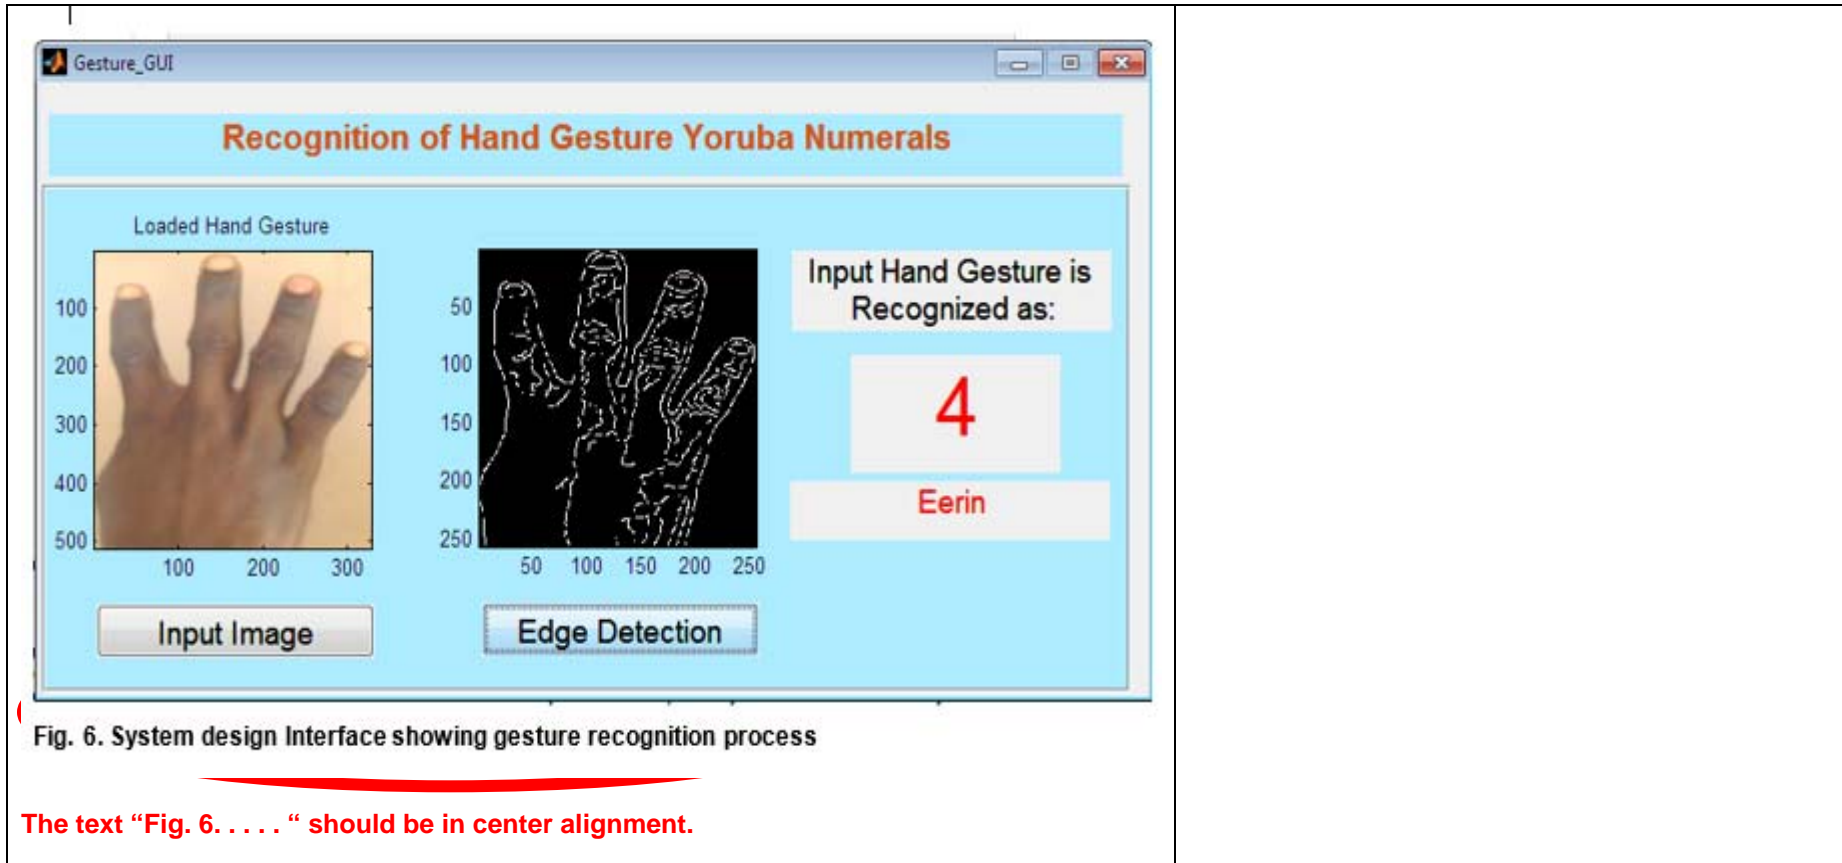 Gesture_GUI
Recognition of Hand Gesture Yoruba Numerals
Loaded Hand Gesture
100
200
300
400
500
100 200 300
50
100
150
200
250
50 100 150 200 250
Input Hand Gesture is
Recognized as:
4
Eerin
Input Image
Edge Detection
Fig. 6. System design Interface showing gesture recognition process
The text “Fig. 6. . . . . “ should be in center alignment.